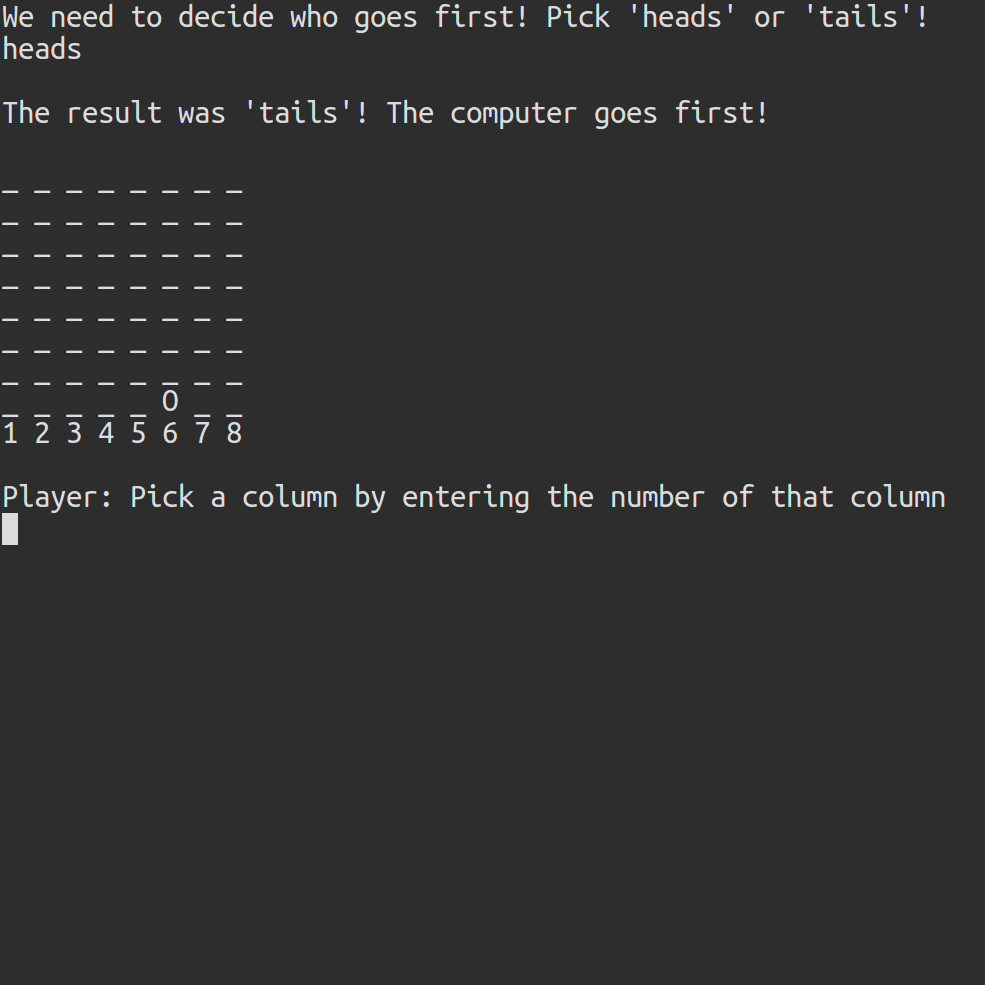 We need to decide who goes first! Pick 'heads' or 'tails'!
heads
The result was 'tails'! The computer goes first!
_ _ _ _ _ _ _ _
_ _ _ _ _ _ _ _
_ _ _ _ _ _ _ _
_ _ _ _ _ _ _ _
_ _ _ _ _ _ _ _
_ _ _ _ _ _ _ _
_ _ _ _ _ _ _ _
_ _ _ _ _ O _ _
1 2 3 4 5 6 7 8
Player: Pick a column by entering the number of that column